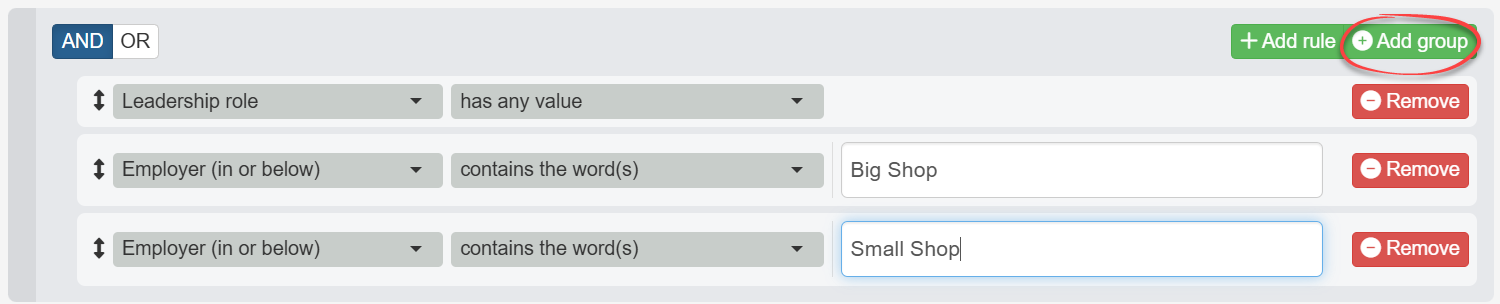 AND OR Add rule Add group
Leadership role has any value Remove
Employer (in or below) contains the word(s) Big Shop Remove
Employer (in or below) contains the word(s) Small Shop Remove